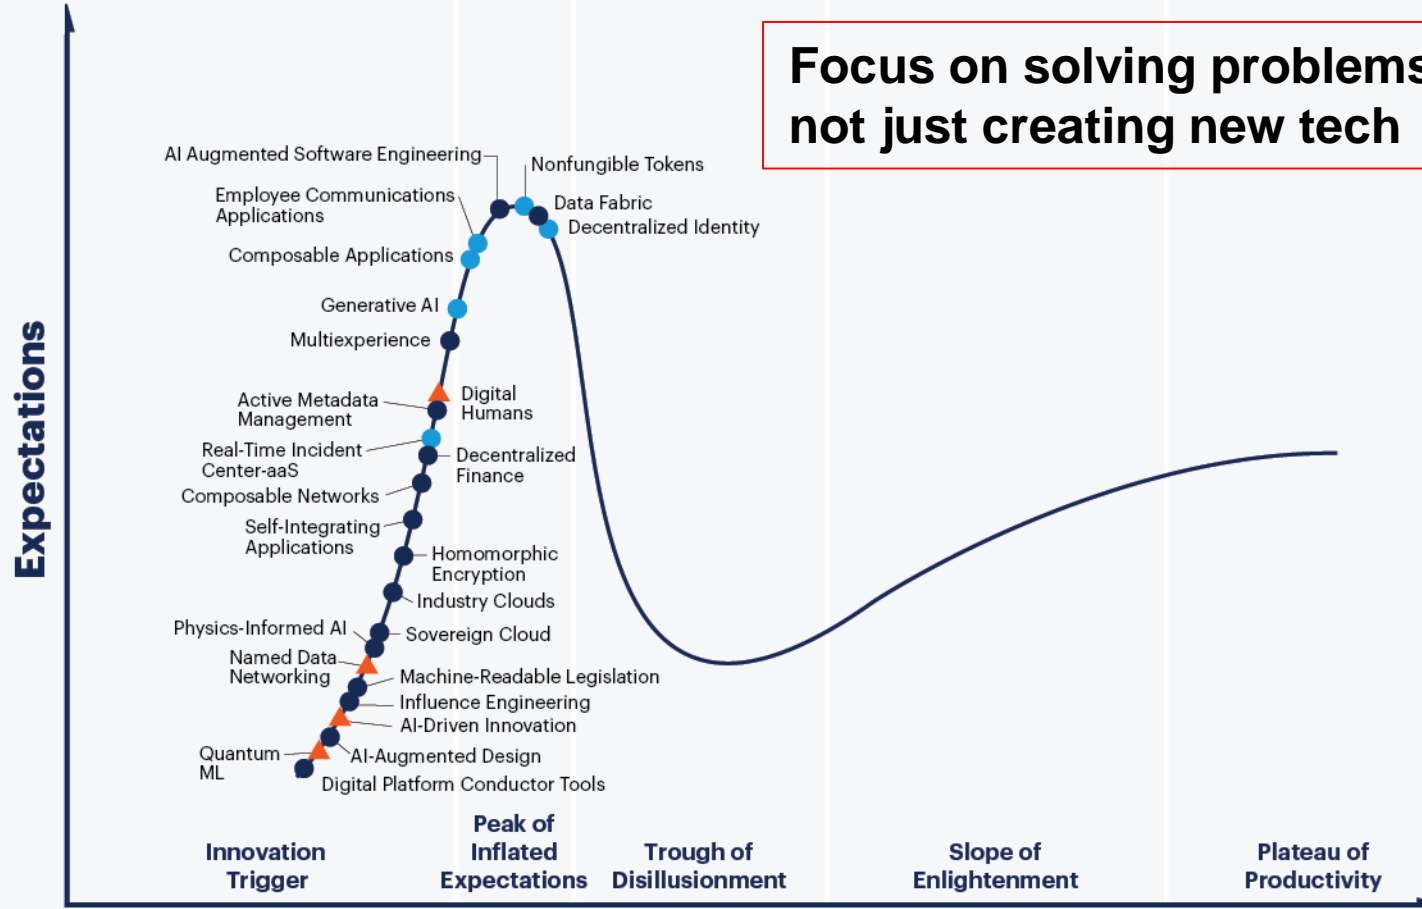 Focus on solving problems
not just creating new tech
AI Augmented Software Engineering
Nonfungible Tokens
Employee Communications
Applications
Data Fabric
Decentralized Identity
Composable Applications
Generative AI
Multiexperience
Digital
Humans
Active Metadata
Management
Real-Time Incident
Center-aaS
Decentralized
Finance
Composable Networks
Self-Integrating
Applications
Homomorphic
Encryption
Industry Clouds
Physics-Informed AI
Sovereign Cloud
Named Data
Networking
Machine-Readable Legislation
Influence Engineering
AI-Driven Innovation
Quantum
ML
AI-Augmented Design
Digital Platform Conductor Tools
Expectations
Innovation
Trigger
Peak of
Inflated
Expectations
Trough of
Disillusionment
Slope of
Enlightenment
Plateau of
Productivity